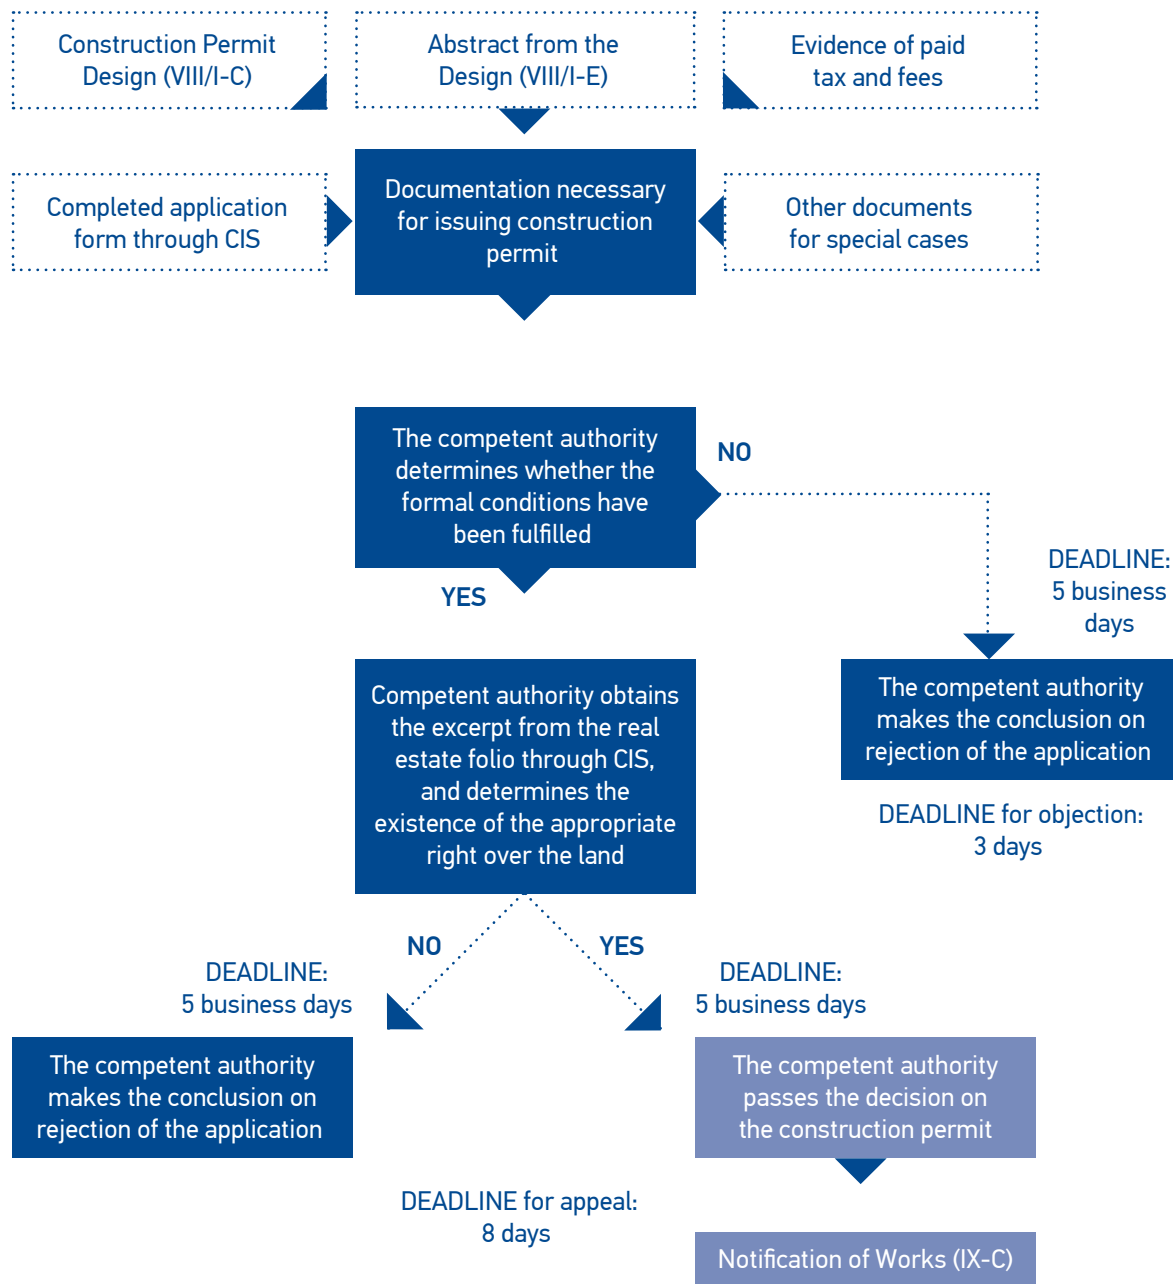 Construction Permit
Design (VIII/I-C)
Abstract from the
Design (VIII/I-E)
Evidence of paid
tax and fees
Completed application
form through CIS
Documentation necessary
for issuing construction
permit
Other documents
for special cases
The competent authority
determines whether the
formal conditions have
been fulfilled
NO
YES
DEADLINE:
5 business
days
Competent authority obtains
the excerpt from the real
estate folio through CIS,
and determines the
existence of the appropriate
right over the land
The competent authority
makes the conclusion on
rejection of the application
DEADLINE for objection:
3 days
NO
YES
DEADLINE:
5 business days
DEADLINE:
5 business days
The competent authority
makes the conclusion on
rejection of the application
The competent authority
passes the decision on
the construction permit
DEADLINE for appeal:
8 days
Notification of Works (IX-C)